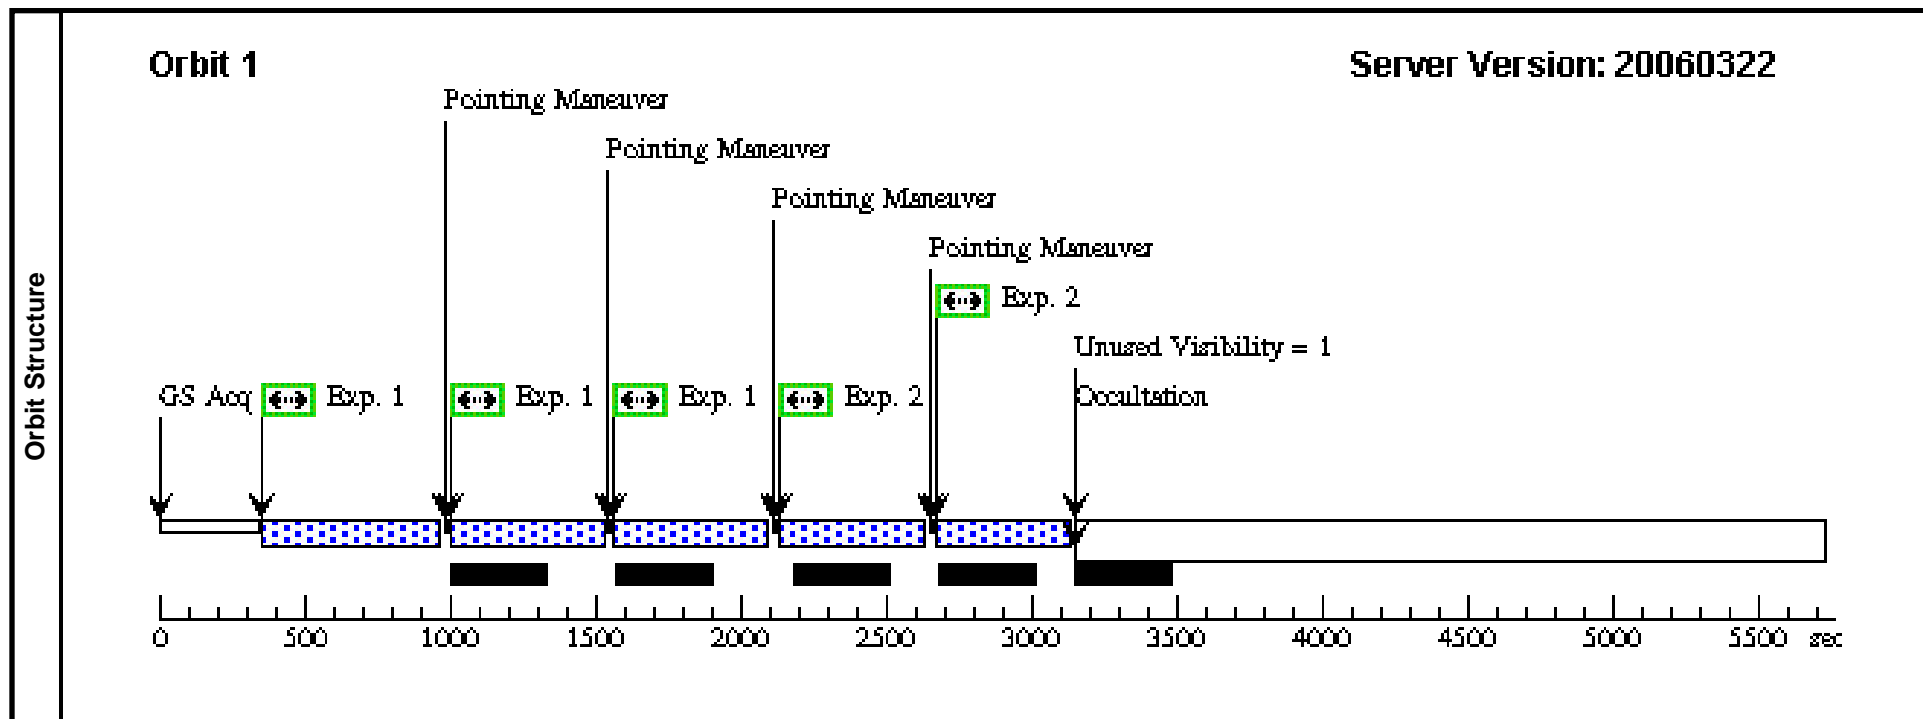 Orbit Structure
Orbit 1
Server Version: 20060322
Pointing Maneuver
Pointing Maneuver
Pointing Maneuver
Pointing Maneuver
Exp. 2
Unused Visibility = 1
GS Acq
Exp. 1
Exp. 1
Exp. 1
Exp. 2
Occultation
0 500 1000 1500 2000 2500 3000 3500 4000 4500 5000 5500 sec